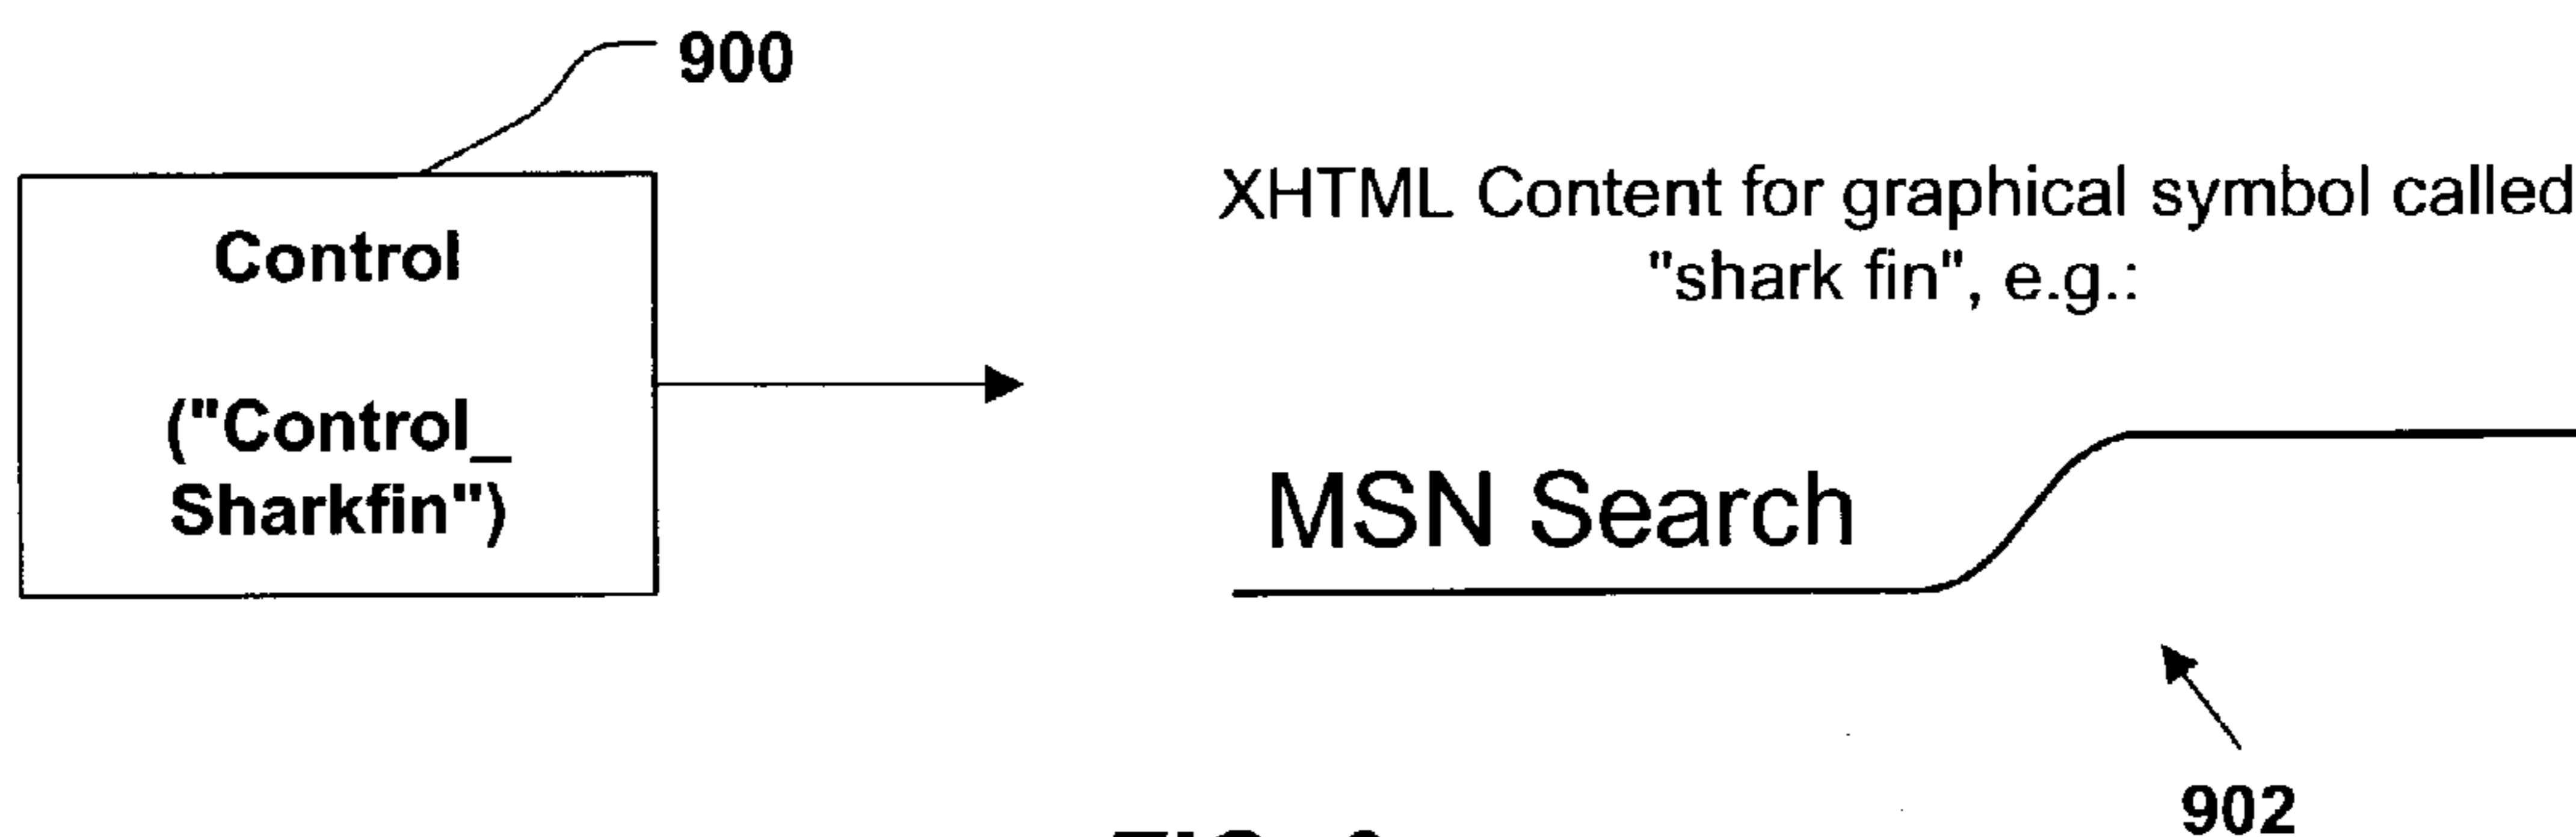 900
Control
("Control_
Sharkfin")
XHTML Content for graphical symbol called
"shark fin", e.g.:
MSN Search
902